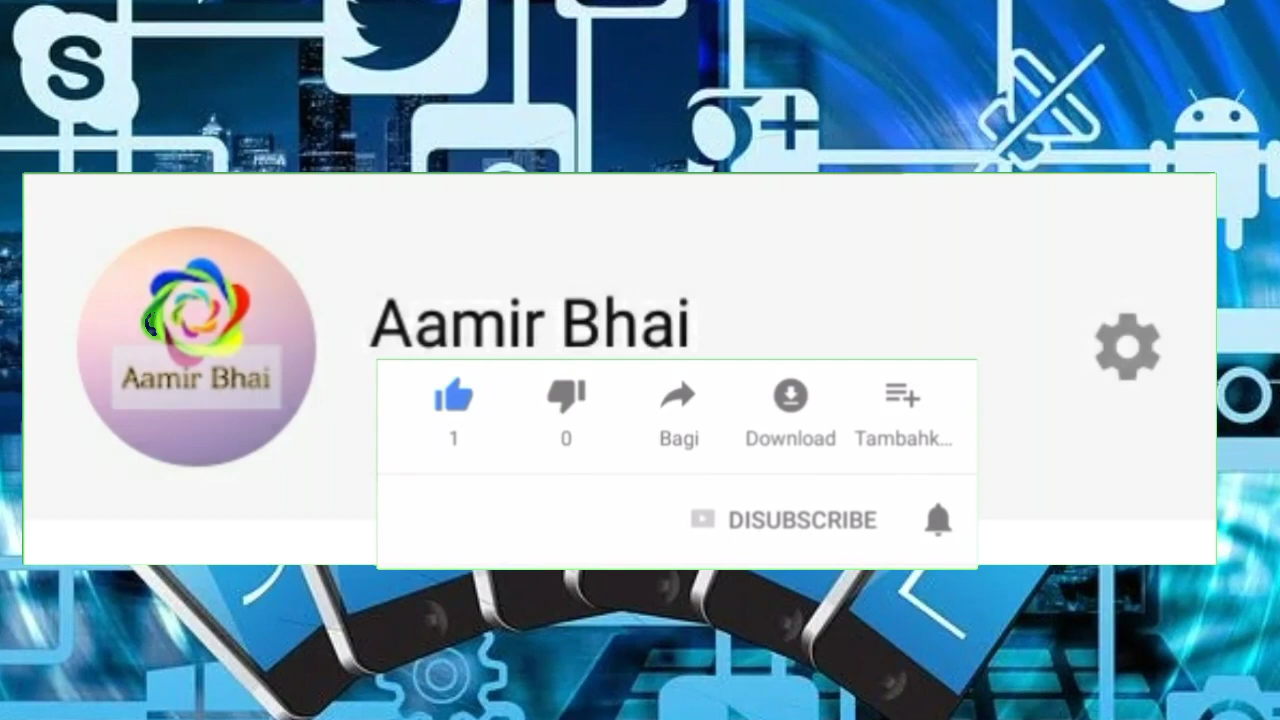 S
Aamir Bhai
Aamir Bhai
1
0
Bagi
Download
Tambahk...
DISUBSCRIBE